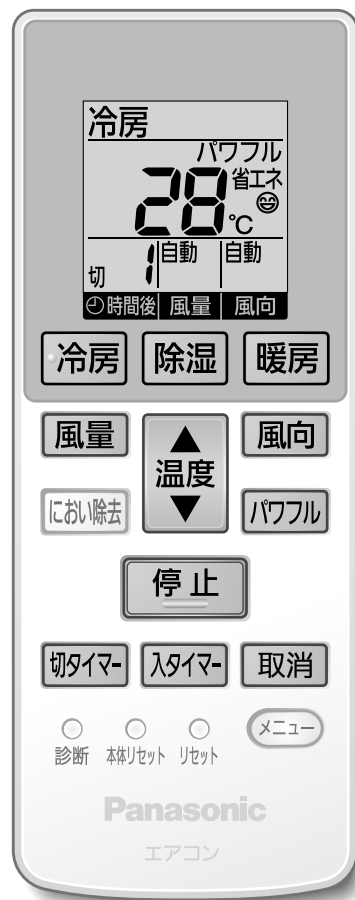 冷房
パワフル
28℃ 省エネ
切 1 自動 自動
時間後 風量 風向
冷房 除湿 暖房
風量 ▲ 風向
温度
におい除去 ▼ パワフル
停止
切タイマー 入タイマー 取消
診断 本体リセット リセット メニュー
Panasonic
エアコン